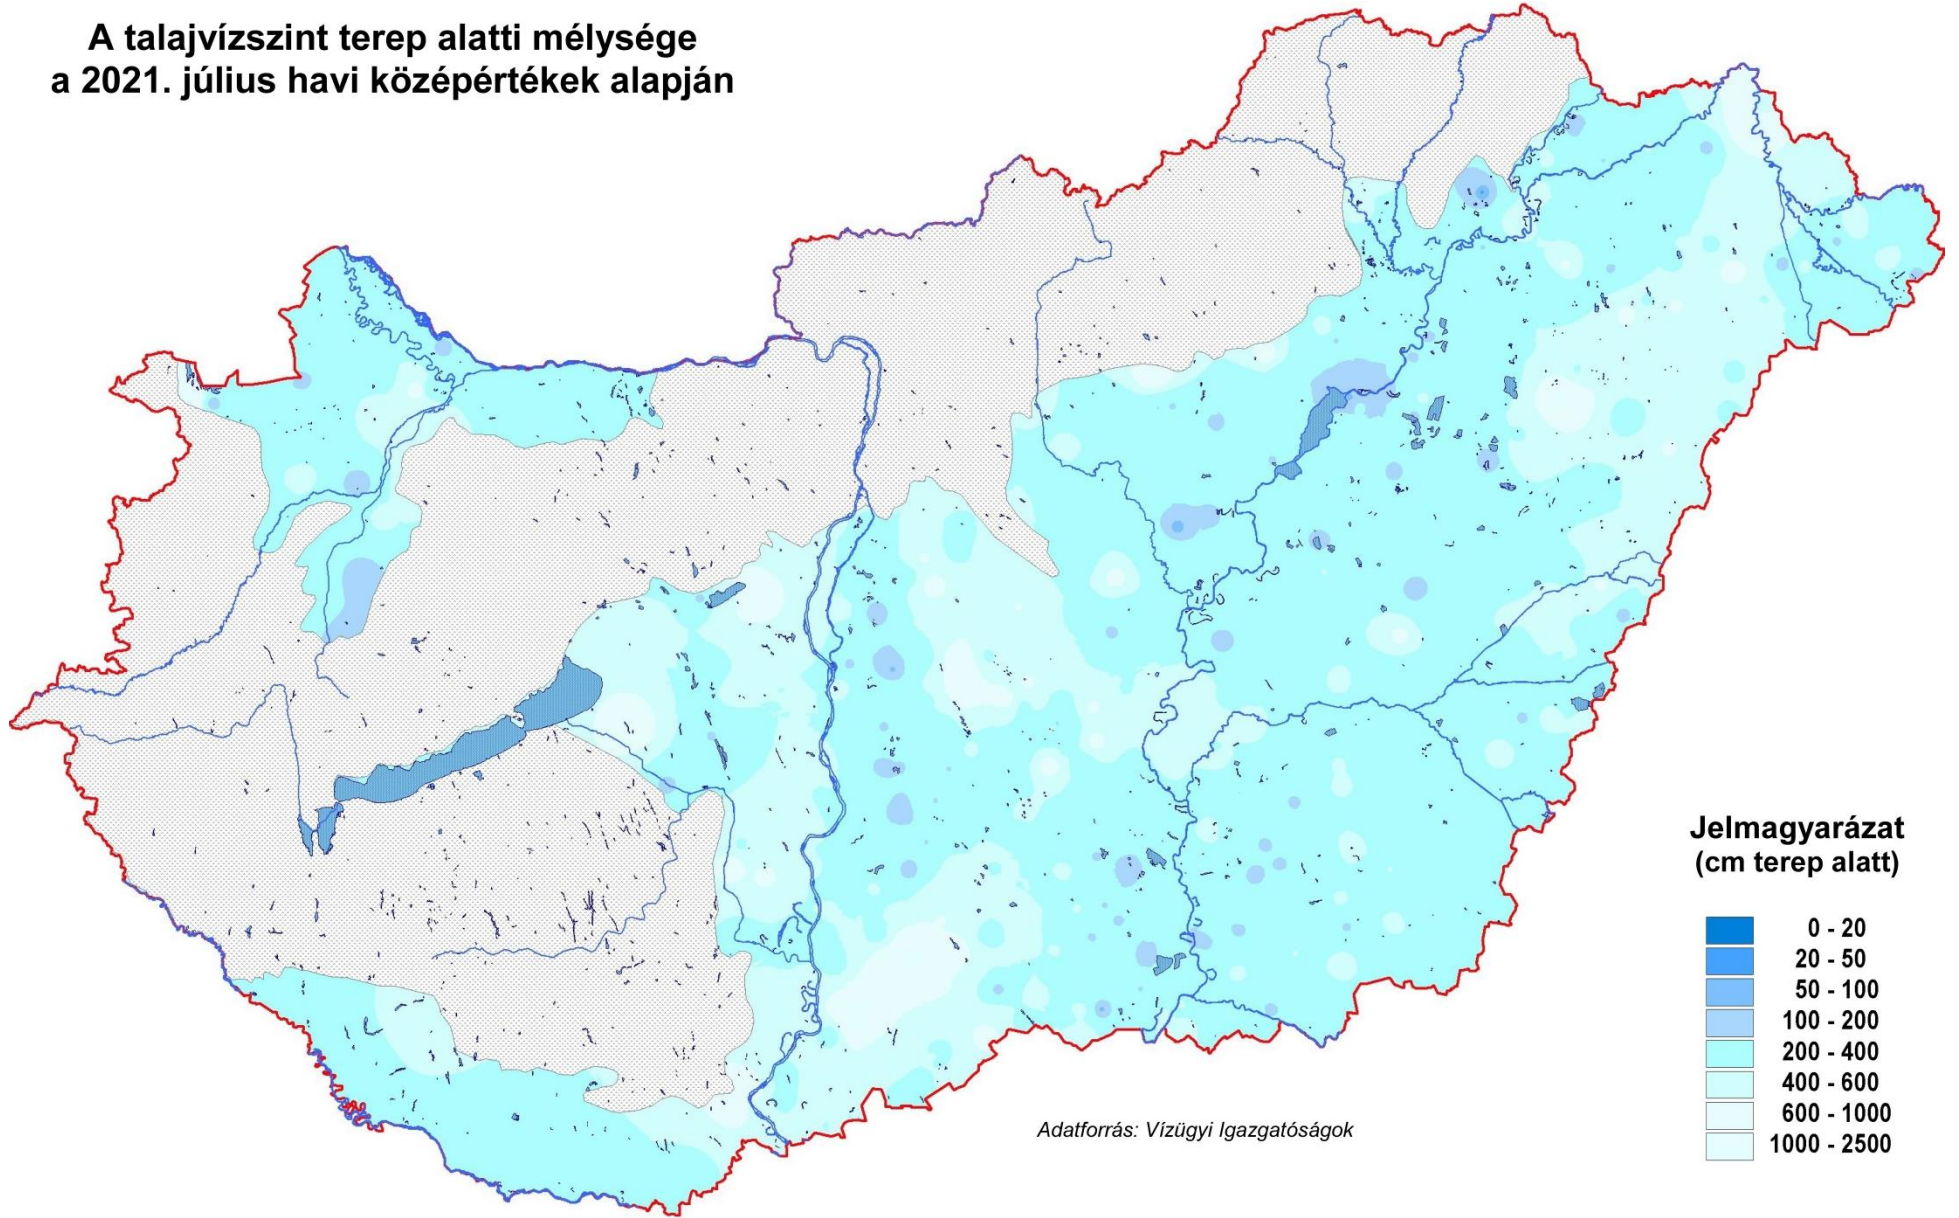 A talajvízszint terep alatti mélysége
a 2021. július havi középértékek alapján
Jelmagyarázat
(cm terep alatt)
0 - 20
20 - 50
50 - 100
100 - 200
200 - 400
400 - 600
600 - 1000
1000 - 2500
Adatforrás: Vízügyi Igazgatóságok